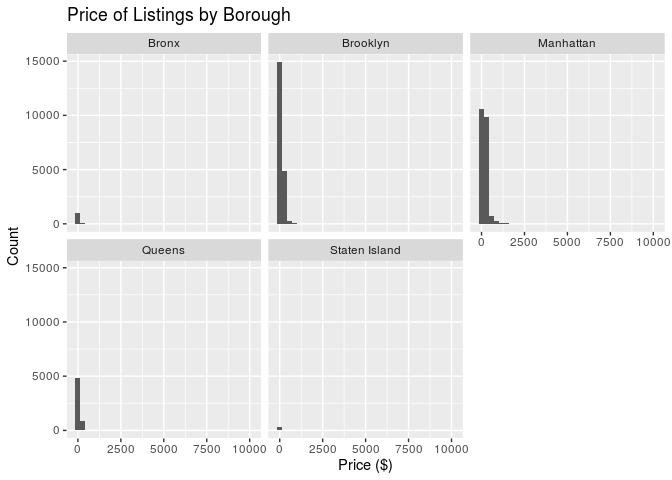 Price of Listings by Borough
Bronx Brooklyn Manhattan
15000
10000
5000
0
0 2500 5000 7500 10000
Queens Staten Island
15000
10000
5000
0
0 2500 5000 7500 10000 0 2500 5000 7500 10000
Count
Price ($)